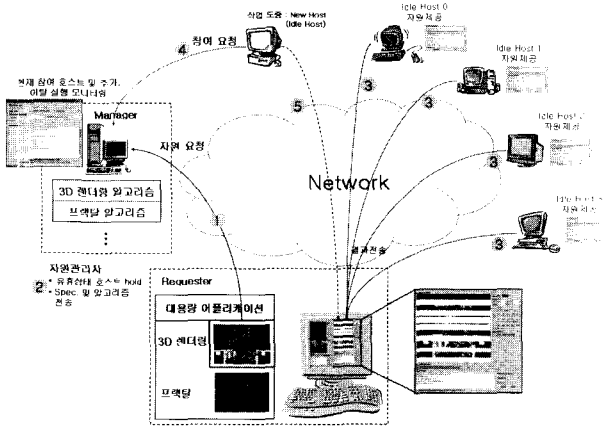 작업 도중 : New Host
(Idle Host)
4 참여 요청
Idle Host 0
자원제공
3
Idle Host 1
자원제공
3
현재 참여 호스트 및 추가,
이탈 실행 모니터링
Manager
자원 요청
5
3D 렌더링 알고리즘
프랙탈 알고리즘
Network
Idle Host 2
자원제공
3
Idle Host
자원제공
3
1
결과전송
자원관리자
2 * 유휴상태 호스트 hold
* Spec. 및 알고리즘
전송
Requester
대용량 어플리케이션
3D 렌더링
프랙탈